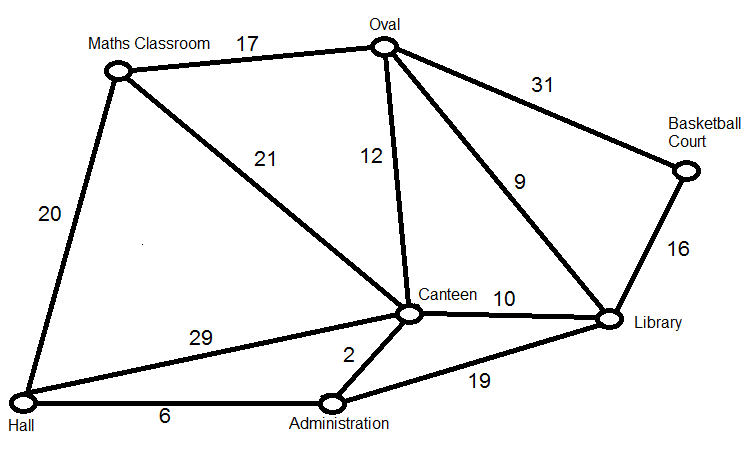 Oval
Maths Classroom
17
31
Basketball
Court
12
21
9
20
16
Canteen
10
Library
29
2
19
6
Hall
Administration